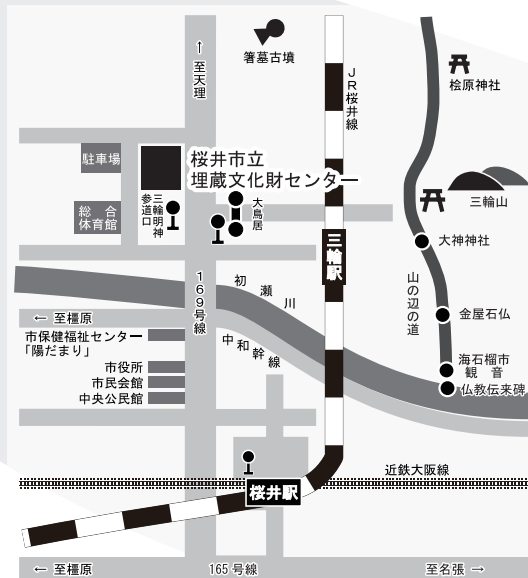 箸墓古墳
↑
至天理
JR桜井線
桧原神社
駐車場
桜井市立
埋蔵文化財センター
三輪山
総合
体育館
三輪明神
参道口
大鳥居
三輪駅
大神神社
169号線
初瀬川
山の辺の道
← 至橿原
金屋石仏
市保健福祉センター
「陽だまり」
中和幹線
海石榴市
観音
市役所
市民会館
中央公民館
仏教伝来碑
近鉄大阪線
桜井駅
← 至橿原
165号線
至名張 →